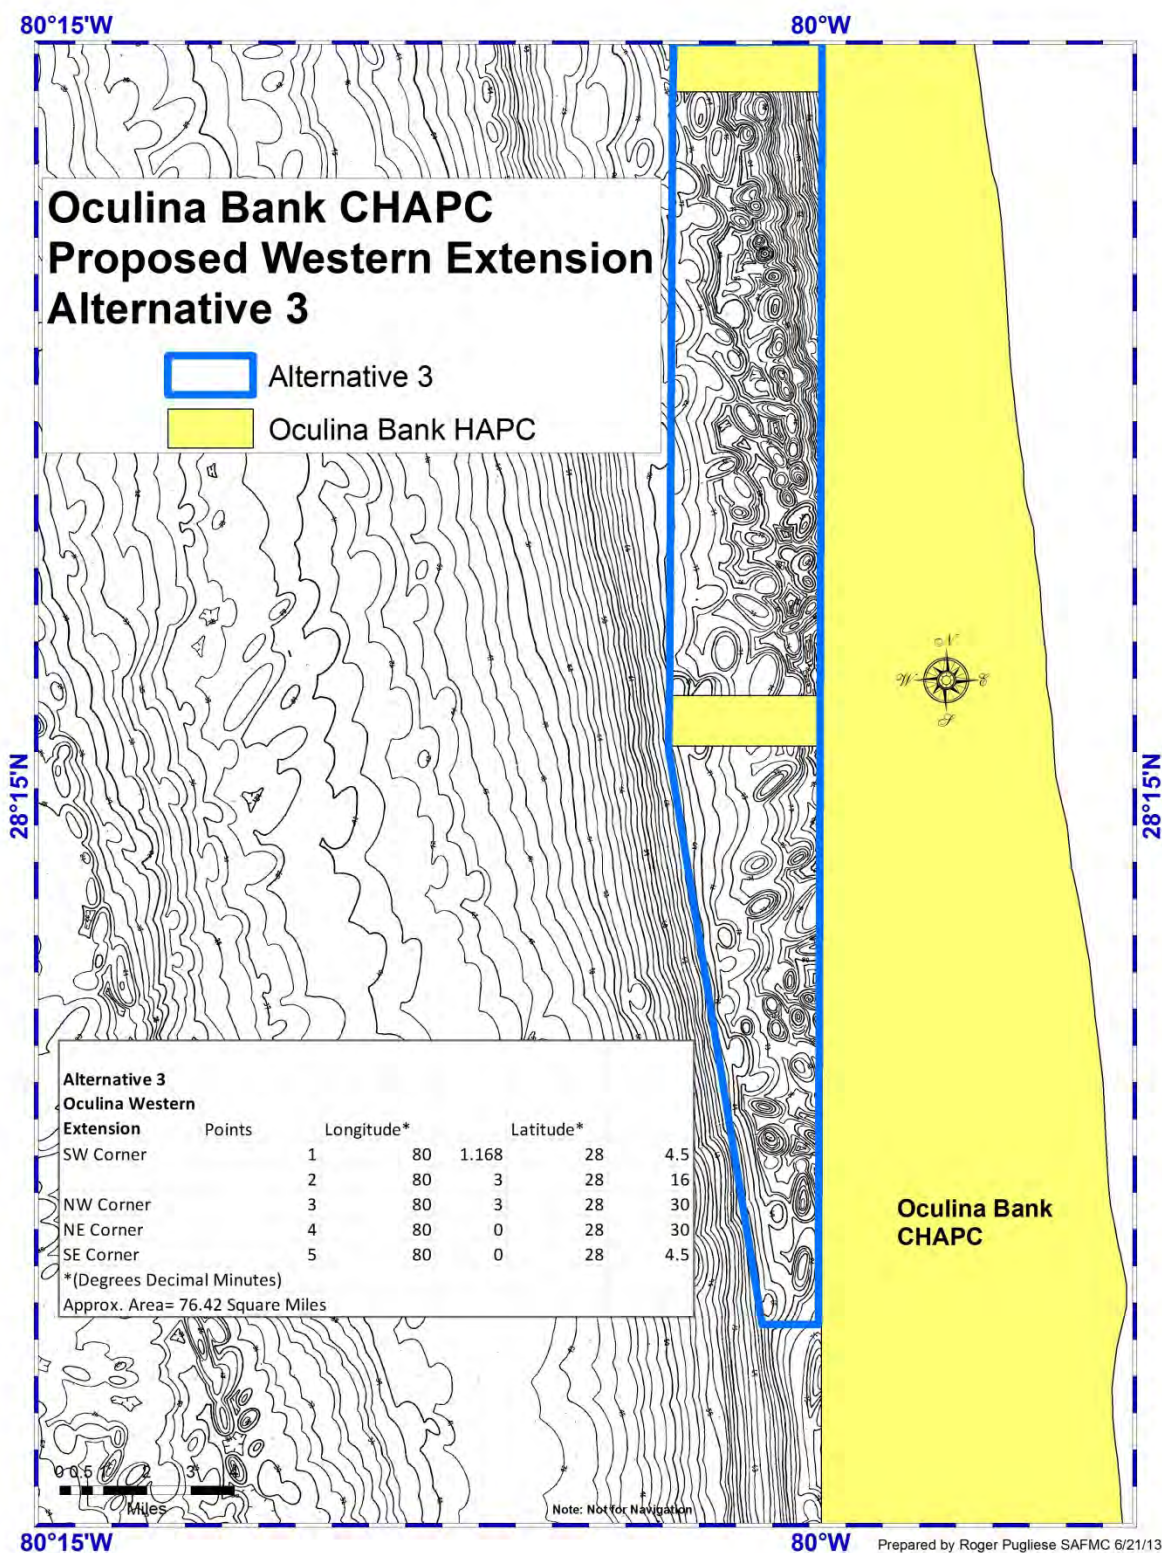 80°15'W 80°W
Oculina Bank CHAPC
Proposed Western Extension
Alternative 3
Alternative 3
Oculina Bank HAPC
N
W E
S
28°15'N 28°15'N
Alternative 3
Oculina Western
Extension Points Longitude* Latitude*
SW Corner 1 80 1.168 28 4.5
2 80 3 28 16
NW Corner 3 80 3 28 30
NE Corner 4 80 0 28 30
SE Corner 5 80 0 28 4.5
*(Degrees Decimal Minutes)
Approx. Area= 76.42 Square Miles
Oculina Bank
CHAPC
0 0.5 1 2 3 4
Miles
Note: Not for Navigation
80°15'W 80°W
Prepared by Roger Pugliese SAFMC 6/21/13